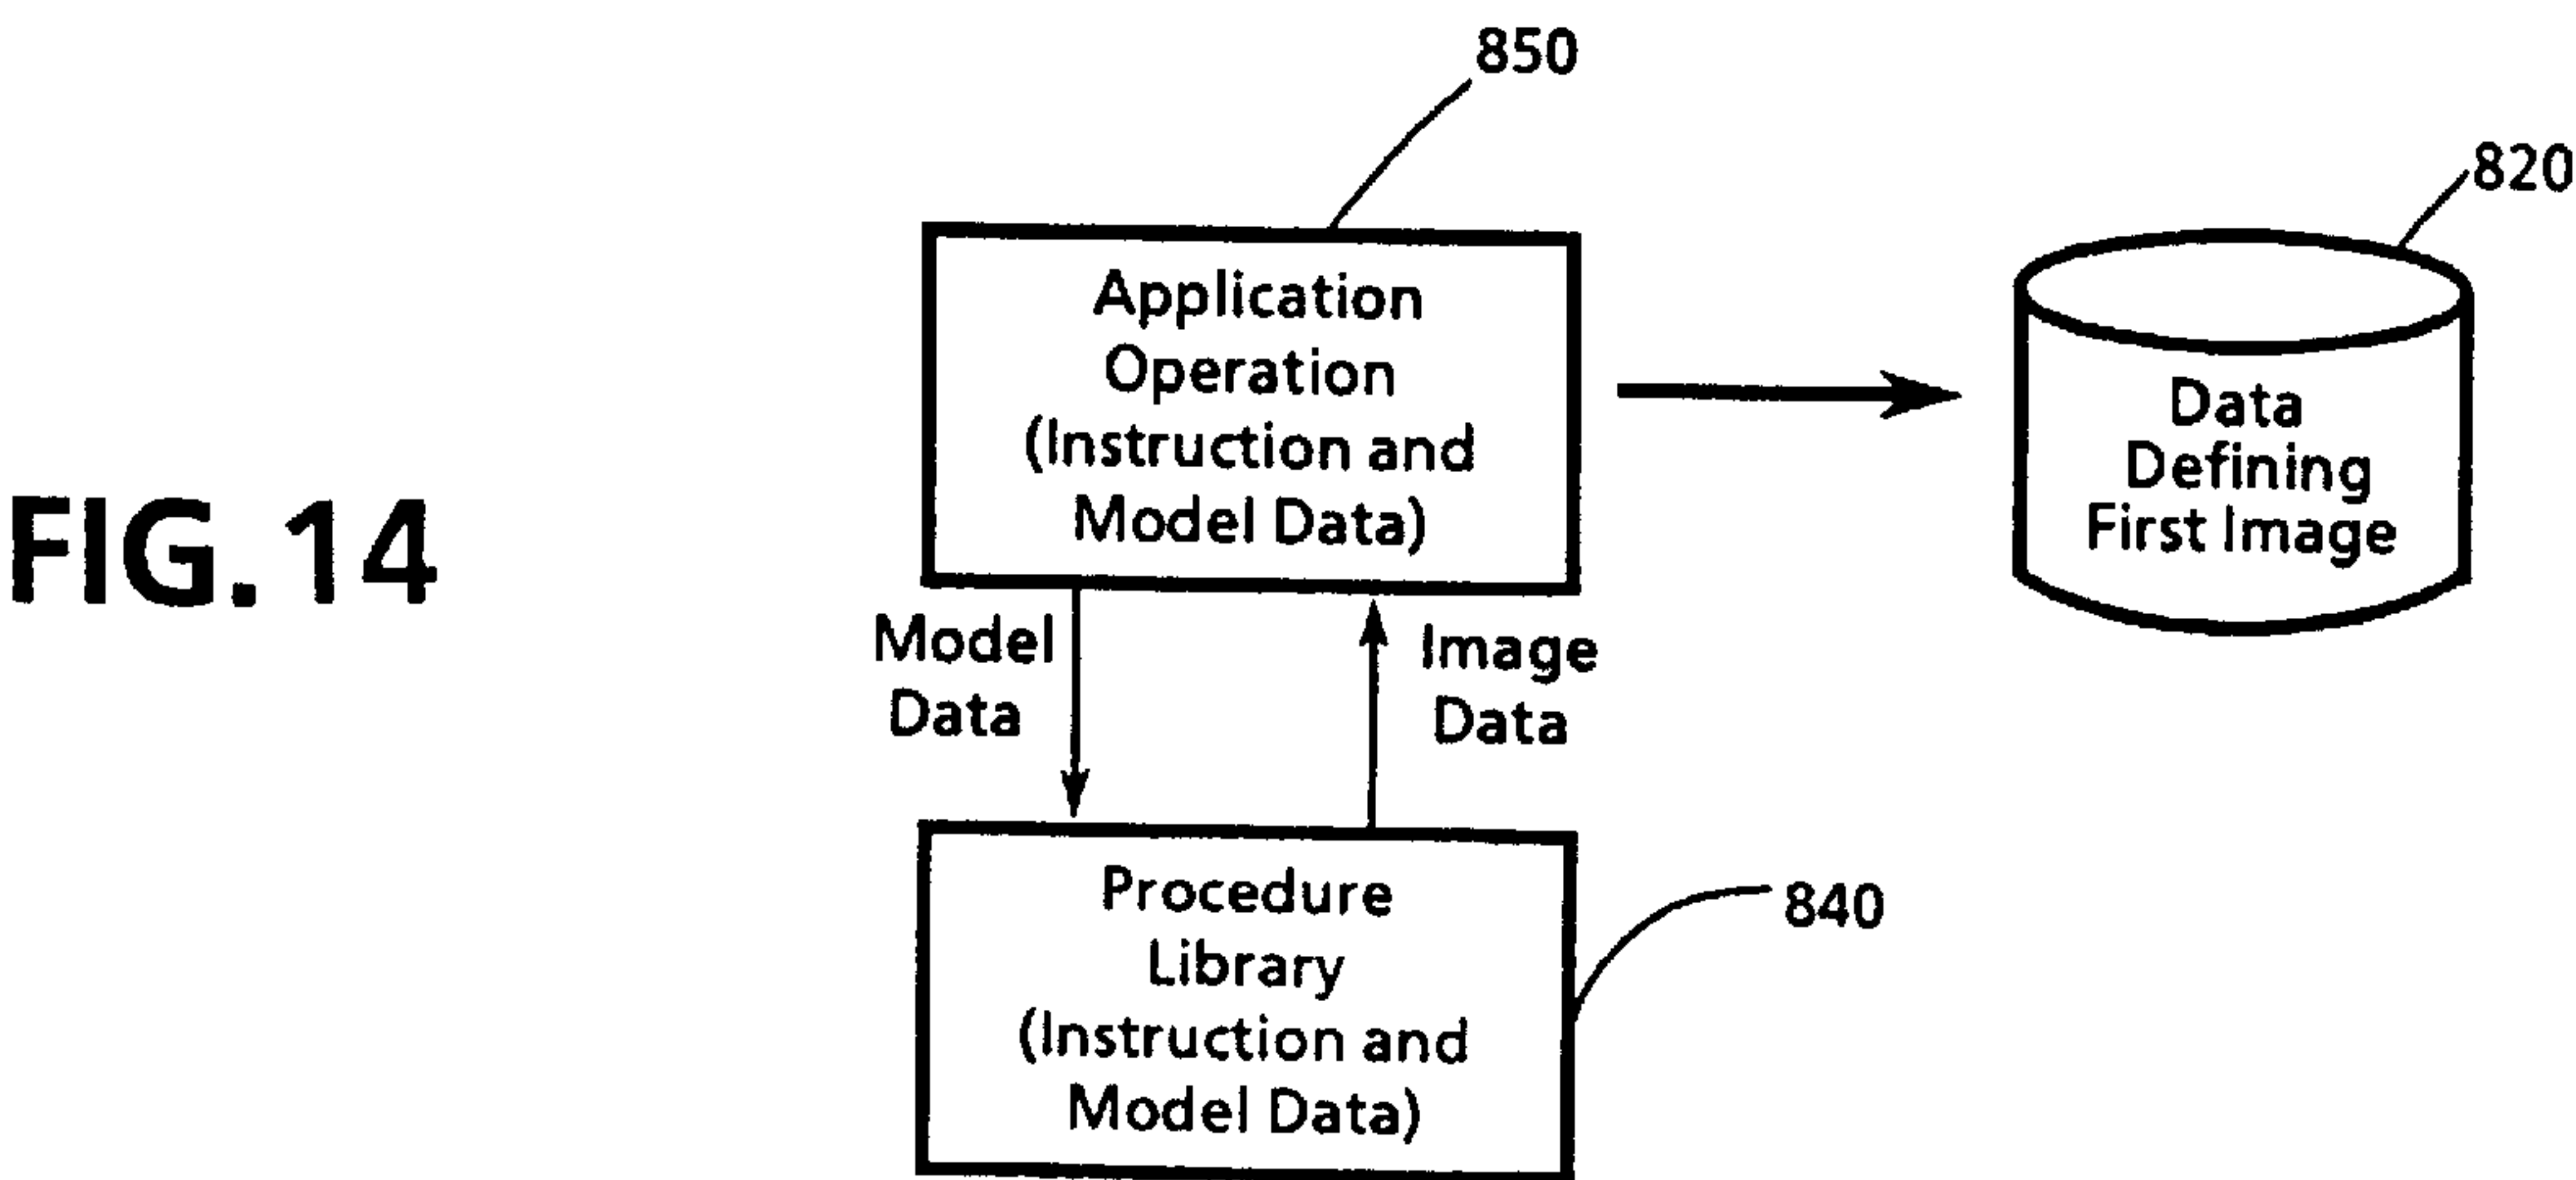 850
820
Application
Operation
(Instruction and
Model Data)
Data
Defining
First Image
FIG. 14
Model
Data
Image
Data
Procedure
Library
(Instruction and
Model Data)
840